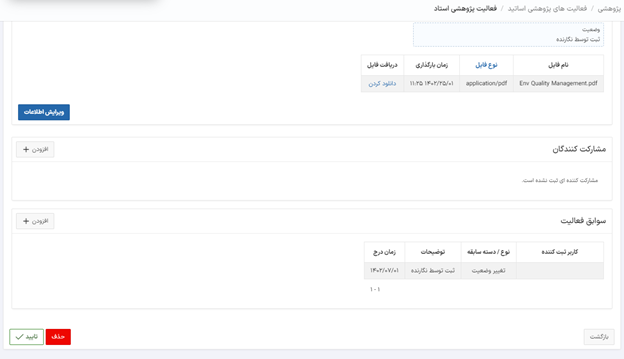 پژوهشی / فعالیت های پژوهشی اساتید / فعالیت پژوهشی استاد
وضعیت
ثبت توسط نگارنده
نام فایل نوع فایل زمان بارگذاری دریافت فایل
Env Quality Management.pdf application/pdf ۱۴۰۲/۲۵/۰۱ ۱۱:۲۵ دانلود کردن
ویرایش اطلاعات
مشارکت کنندگان
افزودن
مشارکت کننده ای ثبت نشده است.
سوابق فعالیت
افزودن
کاربر ثبت کننده نوع / دسته سابقه توضیحات زمان درج
تغییر وضعیت ثبت توسط نگارنده ۱۴۰۲/۰۷/۰۱
۱ - ۱
بازگشت حذف تایید